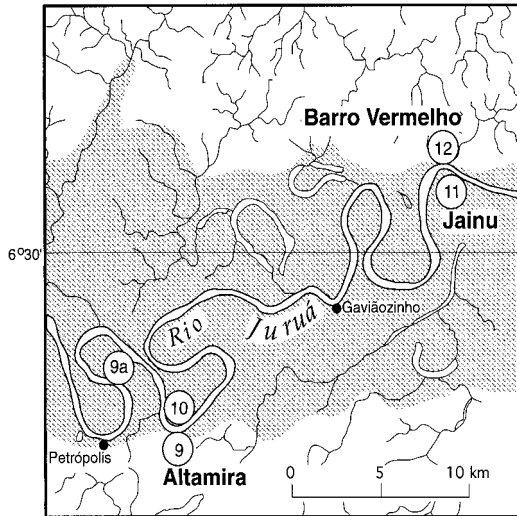 Barro Vermelho
12
11
Jainu
6°30'
Gaviãozinho
Rio Juruá
9a
10
9
Altamira
Petrópolis
0 5 10 km